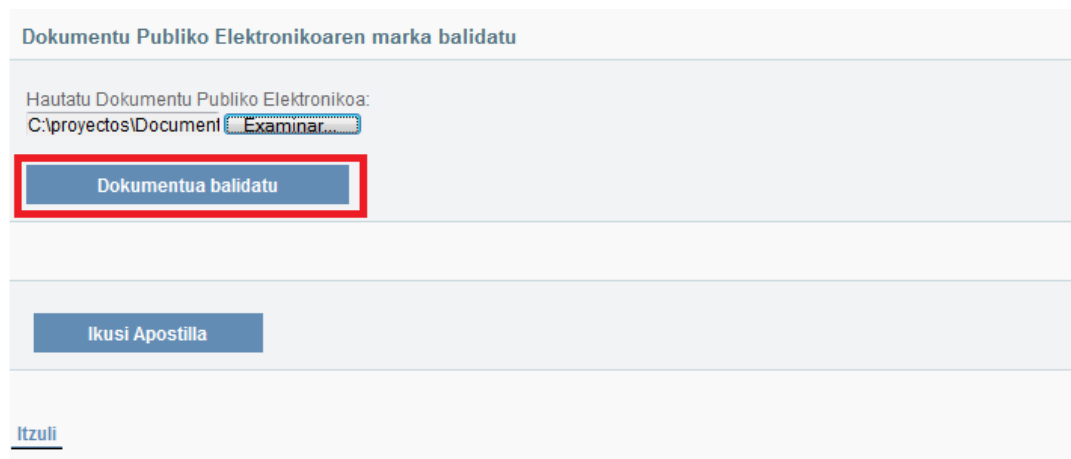 Dokumentu Publiko Elektronikoaren marka balidatu
Hautatu Dokumentu Publiko Elektronikoa:
C:\proyectos\Document Examinar...
Dokumentua balidatu
Ikusi Apostilla
Itzuli